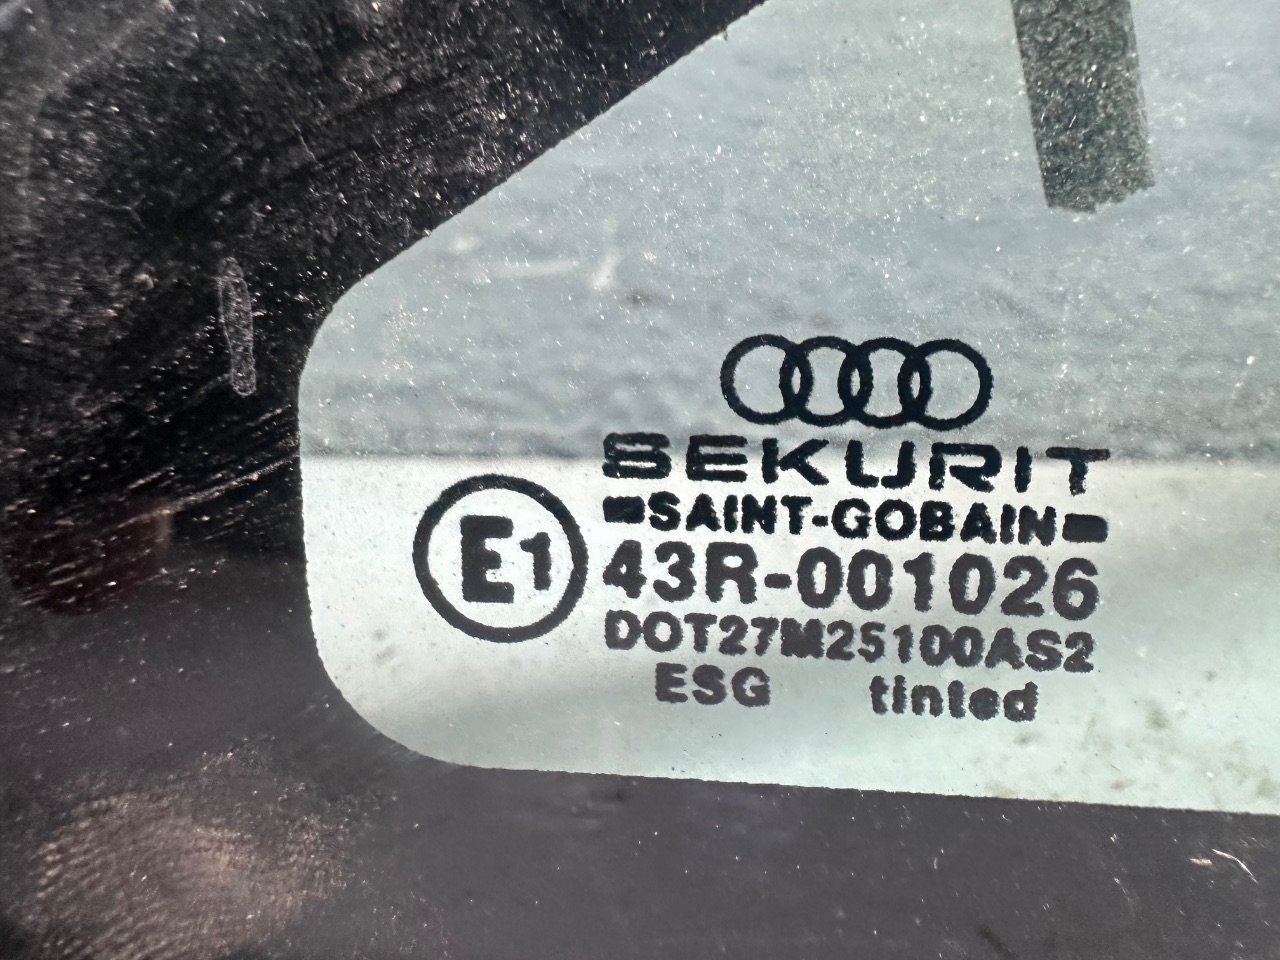 SEKURIT
SAINT-GOBAIN
E1
43R-001026
DOT27M25100AS2
ESG tinted